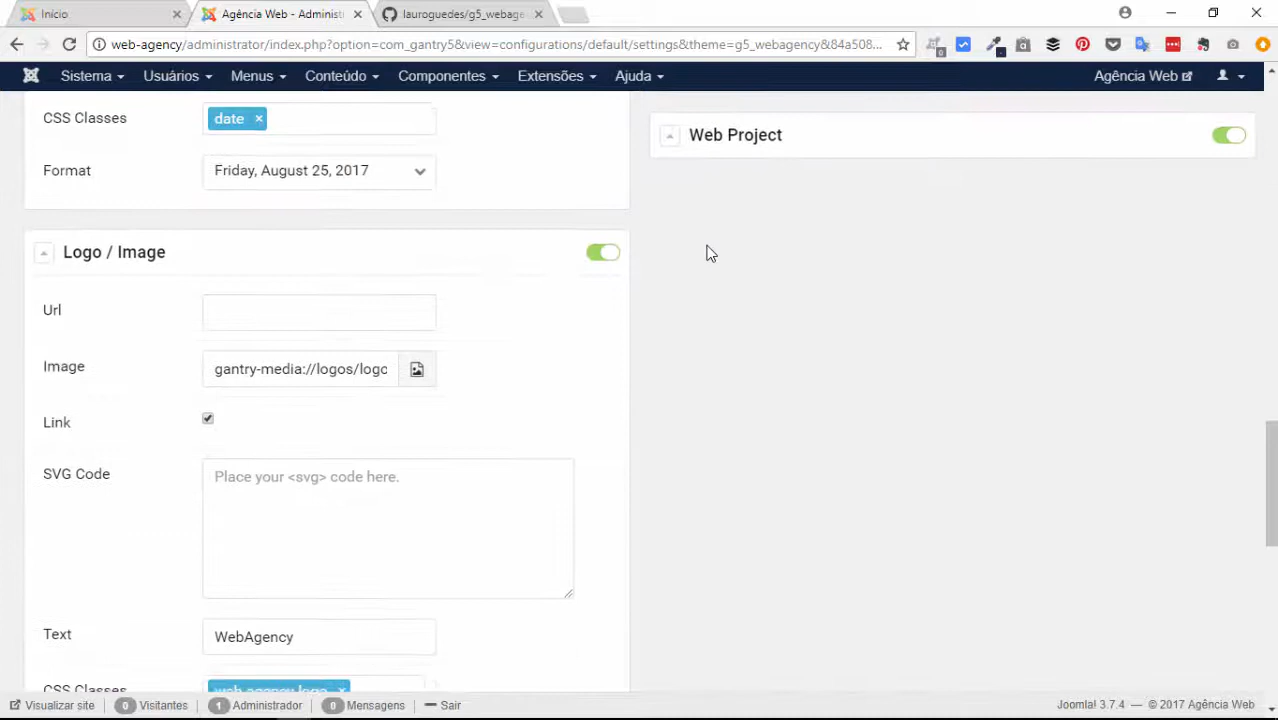 Início
Agência Web - Administ
lauroguedes/g5_webage
web-agency/administrator/index.php?option=com_gantry5&view=configurations/default/settings&theme=g5_webagency&84a508...
Sistema
Usuários
Menus
Conteúdo
Componentes
Extensões
Ajuda
Agência Web
CSS Classes
date ×
Format
Friday, August 25, 2017
Web Project
Logo / Image
Url
Image
gantry-media://logos/logo
Link
SVG Code
Place your <svg> code here.
Text
WebAgency
CSS Classes
web-agency-logo ×
Visualizar site
0 Visitantes
1 Administrador
0 Mensagens
Sair
Joomla! 3.7.4 — © 2017 Agência Web